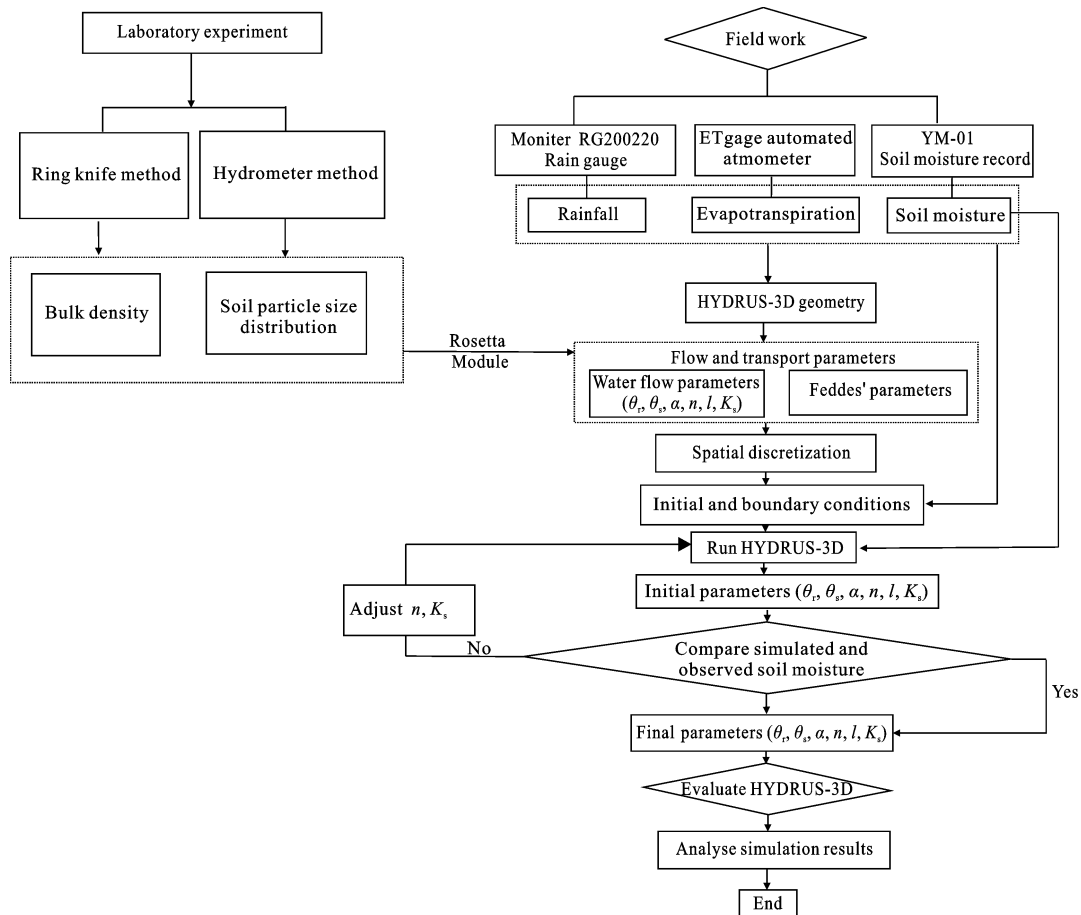 Laboratory experiment
Field work
Ring knife method
Hydrometer method
Moniter RG200220
Rain gauge
ETgage automated
atmometer
YM-01
Soil moisture record
Rainfall
Evapotranspiration
Soil moisture
Bulk density
Soil particle size
distribution
Rosetta
Module
HYDRUS-3D geometry
Flow and transport parameters
Water flow parameters
(θr, θs, α, n, l, Ks)
Feddes' parameters
Spatial discretization
Initial and boundary conditions
Run HYDRUS-3D
Adjust n, Ks
Initial parameters (θr, θs, α, n, l, Ks)
No
Compare simulated and
observed soil moisture
Yes
Final parameters (θr, θs, α, n, l, Ks)
Evaluate HYDRUS-3D
Analyse simulation results
End